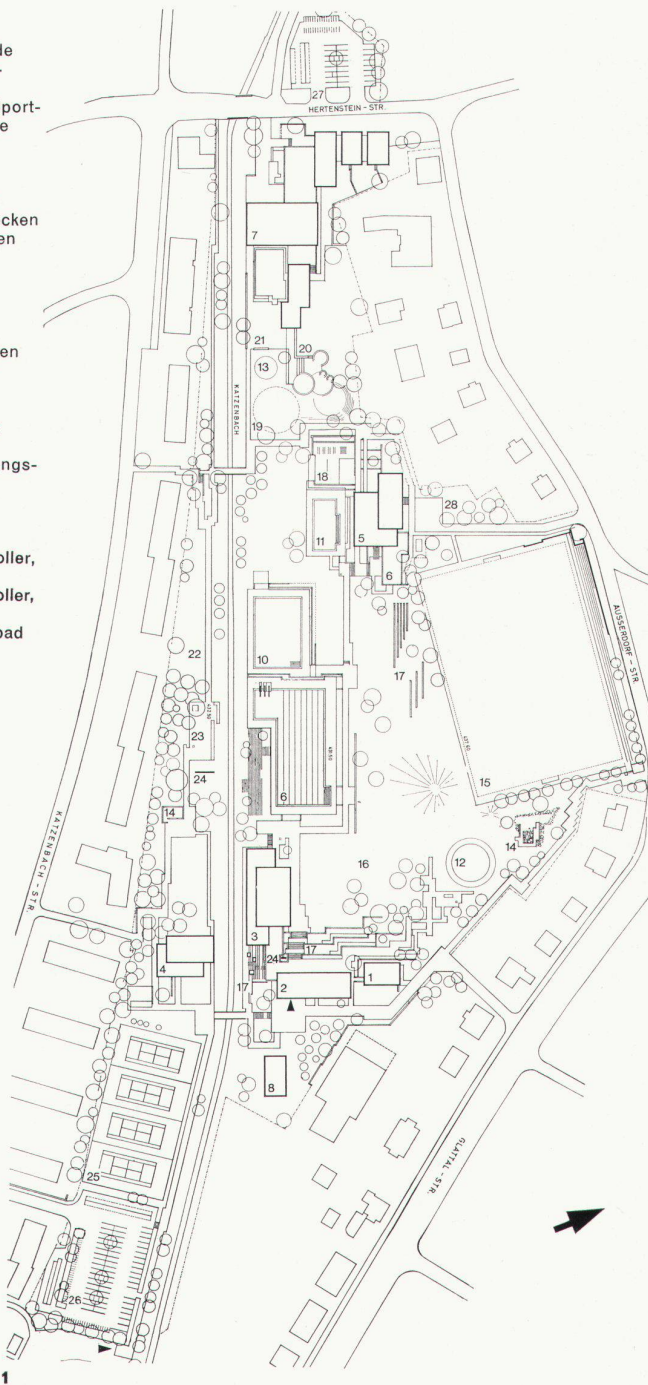 de
-
port-
e
cken
en
en
ngs-
oller,
oller,
bad
27
HERTENSTEIN-STR.
7
21
20
13
KATZENBACH
19
18
28
11
5
6
AUSSERDORF-STR.
17
10
22
23
24
6
15
14
14
12
16
KATZENBACH-STR.
3
4
24
17
17
2
1
8
GLATTAL-STR.
25
26
1